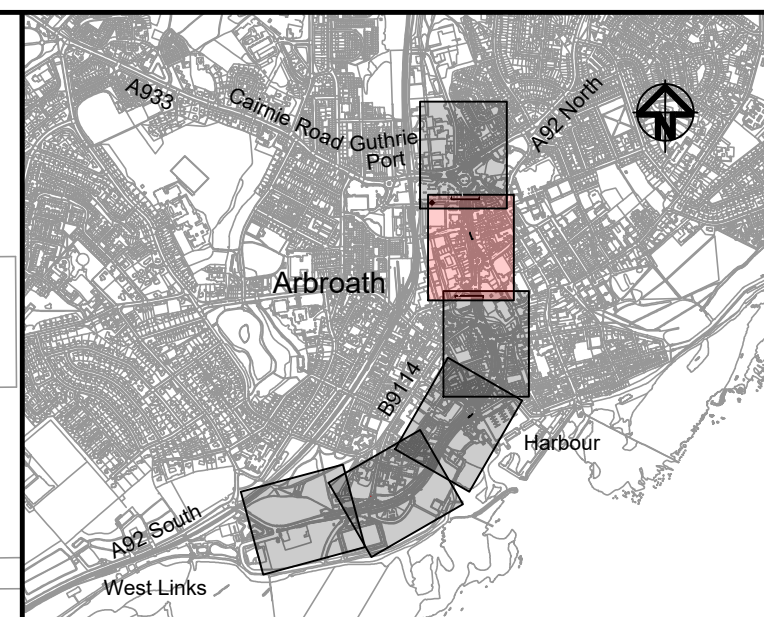 A933
Cairnie Road
Guthrie
Port
A92 North
N
Arbroath
B9114
Harbour
A92 South
West Links